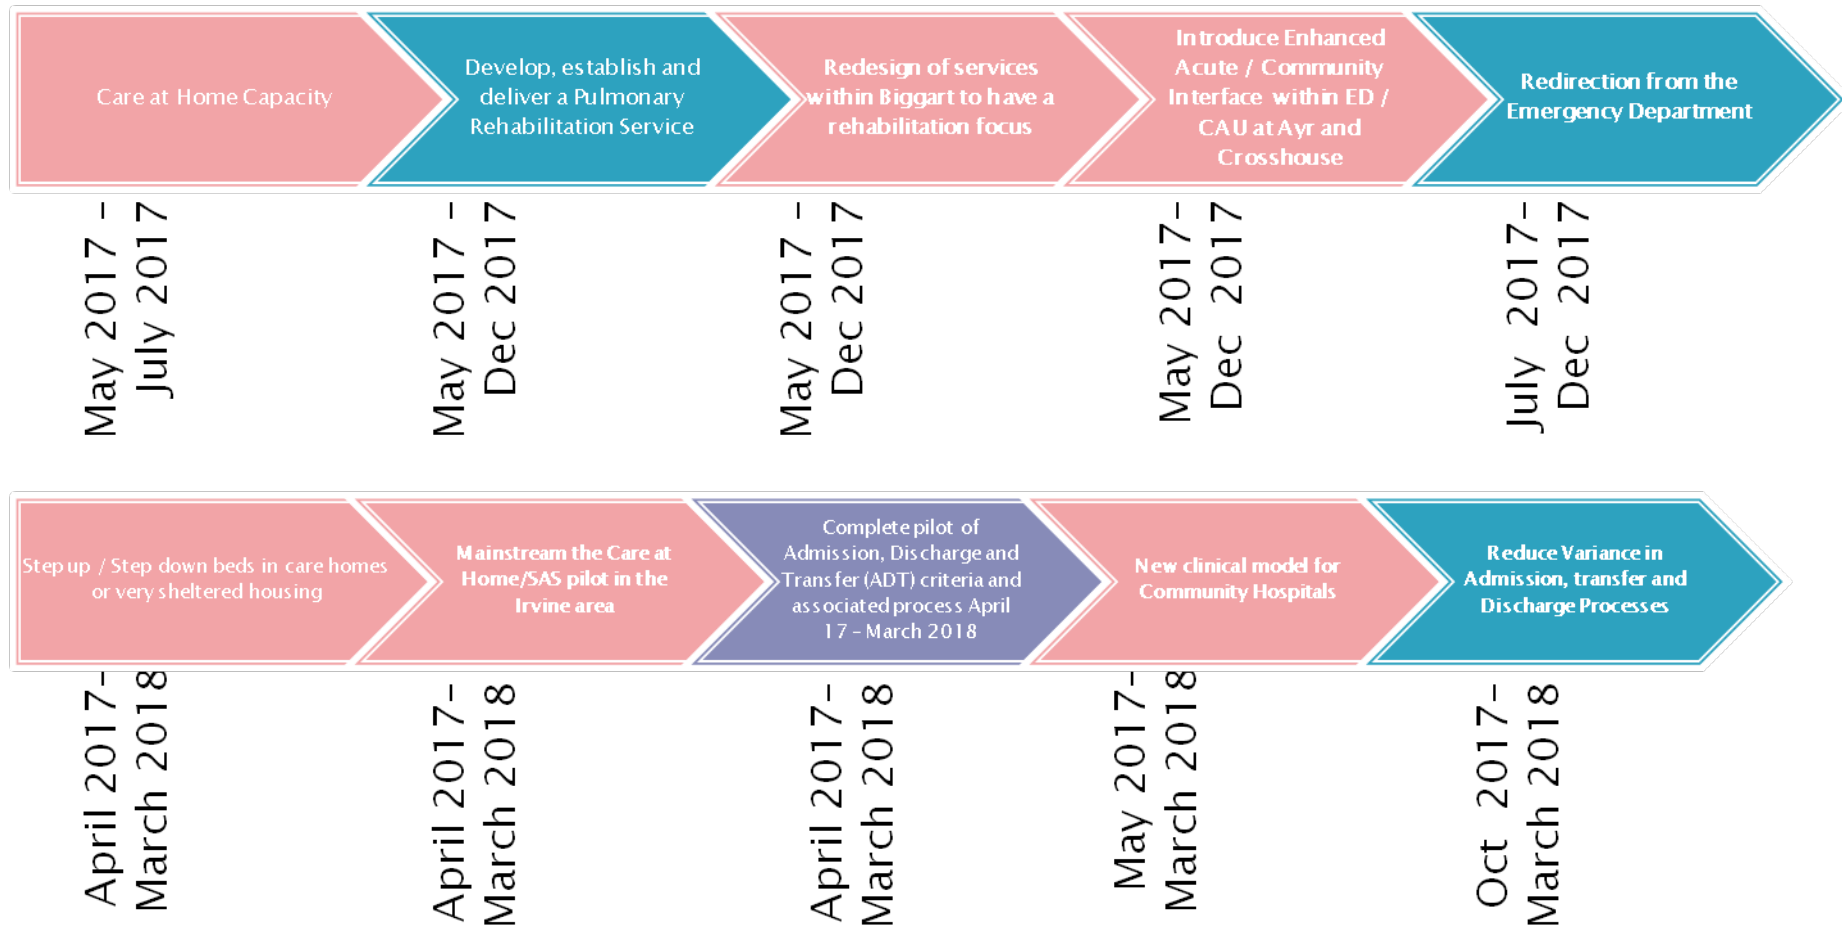 Care at Home Capacity
Develop, establish and
deliver a Pulmonary
Rehabilitation Service
Redesign of services
within Biggart to have a
rehabilitation focus
Introduce Enhanced
Acute / Community
Interface within ED /
CAU at Ayr and
Crosshouse
Redirection from the
Emergency Department
May 2017 –
July 2017
May 2017 –
Dec 2017
May 2017 –
Dec 2017
May 2017–
Dec 2017
July 2017–
Dec 2017
Step up / Step down beds in care homes
or very sheltered housing
Mainstream the Care at
Home/SAS pilot in the
Irvine area
Complete pilot of
Admission, Discharge and
Transfer (ADT) criteria and
associated process April
17 – March 2018
New clinical model for
Community Hospitals
Reduce Variance in
Admission, transfer and
Discharge Processes
April 2017–
March 2018
April 2017–
March 2018
April 2017–
March 2018
May 2017–
March 2018
Oct 2017–
March 2018